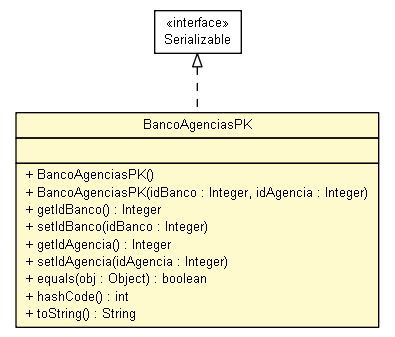 «interface»
Serializable
BancoAgenciasPK
+ BancoAgenciasPK()
+ BancoAgenciasPK(idBanco : Integer, idAgencia : Integer)
+ getIdBanco() : Integer
+ setIdBanco(idBanco : Integer)
+ getIdAgencia() : Integer
+ setIdAgencia(idAgencia : Integer)
+ equals(obj : Object) : boolean
+ hashCode() : int
+ toString() : String